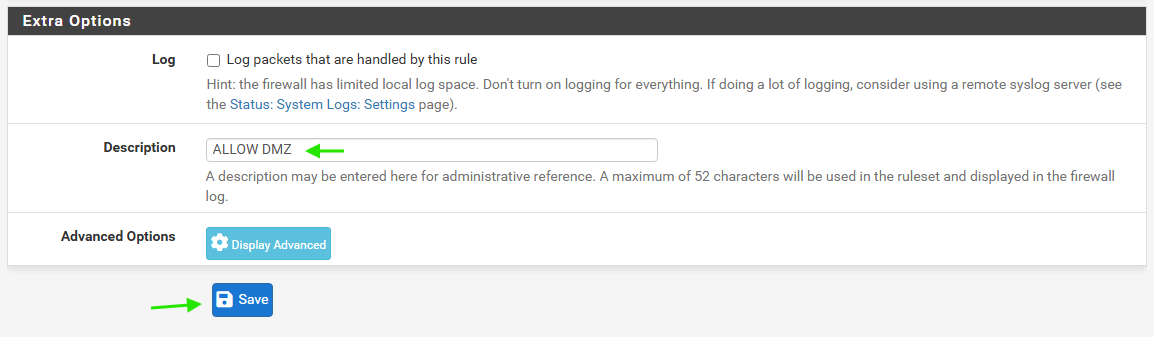 Extra Options
Log
Log packets that are handled by this rule
Hint: the firewall has limited local log space. Don't turn on logging for everything. If doing a lot of logging, consider using a remote syslog server (see
the Status: System Logs: Settings page).
Description
ALLOW DMZ
A description may be entered here for administrative reference. A maximum of 52 characters will be used in the ruleset and displayed in the firewall
log.
Advanced Options
Display Advanced
Save